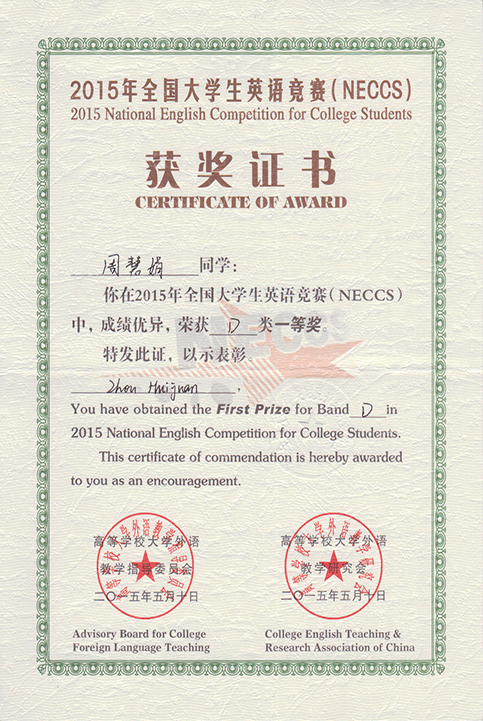 2015年全国大学生英语竞赛(NECCS)
2015 National English Competition for College Students
获奖证书
CERTIFICATE OF AWARD
周慧娟 同学：
你在2015年全国大学生英语竞赛(NECCS)
中，成绩优异，荣获 D 类一等奖。
特发此证，以示表彰
Zhou Huijuan ,
You have obtained the First Prize for Band D in
2015 National English Competition for College Students.
This certificate of commendation is hereby awarded
to you as an encouragement.
高等学校大学外语
教学指导委员会
二〇一五年五月十日
Advisory Board for College
Foreign Language Teaching
高等学校大学外语
教学研究会
二〇一五年五月十日
College English Teaching &
Research Association of China